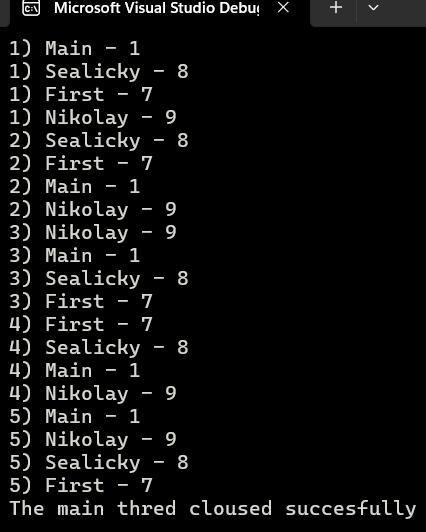 Microsoft Visual Studio Debu
1) Main - 1
1) Sealicky - 8
1) First - 7
1) Nikolay - 9
2) Sealicky - 8
2) First - 7
2) Main - 1
2) Nikolay - 9
3) Nikolay - 9
3) Main - 1
3) Sealicky - 8
3) First - 7
4) First - 7
4) Sealicky - 8
4) Main - 1
4) Nikolay - 9
5) Main - 1
5) Nikolay - 9
5) Sealicky - 8
5) First - 7
The main thred cloused succesfully